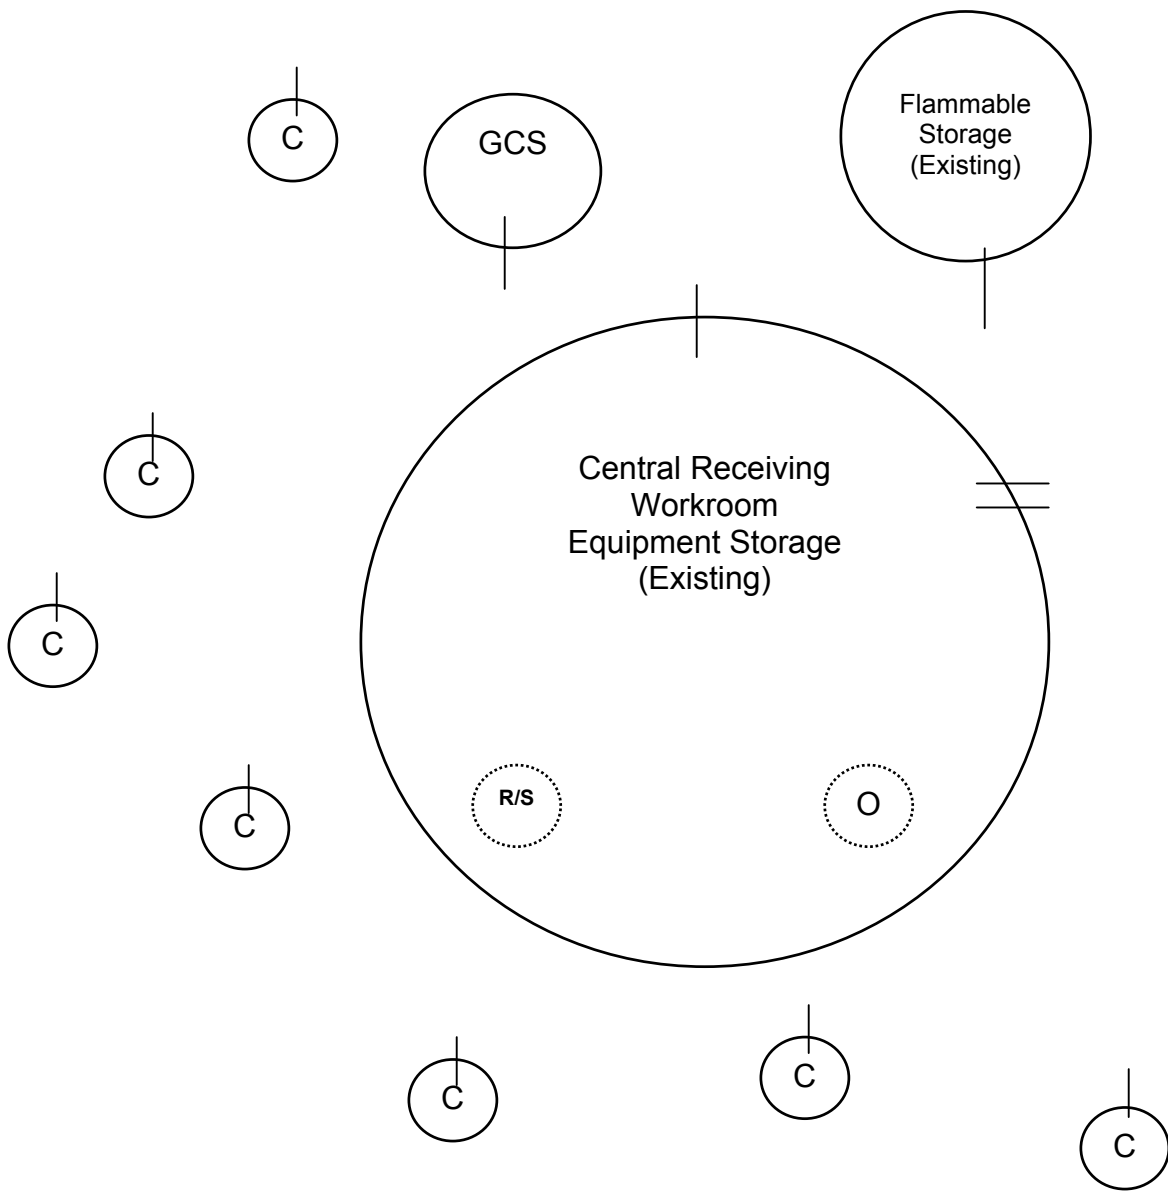 Flammable
Storage
(Existing)
C
GCS
Central Receiving
Workroom
Equipment Storage
(Existing)
C
C
R/S
O
C
C
C
C